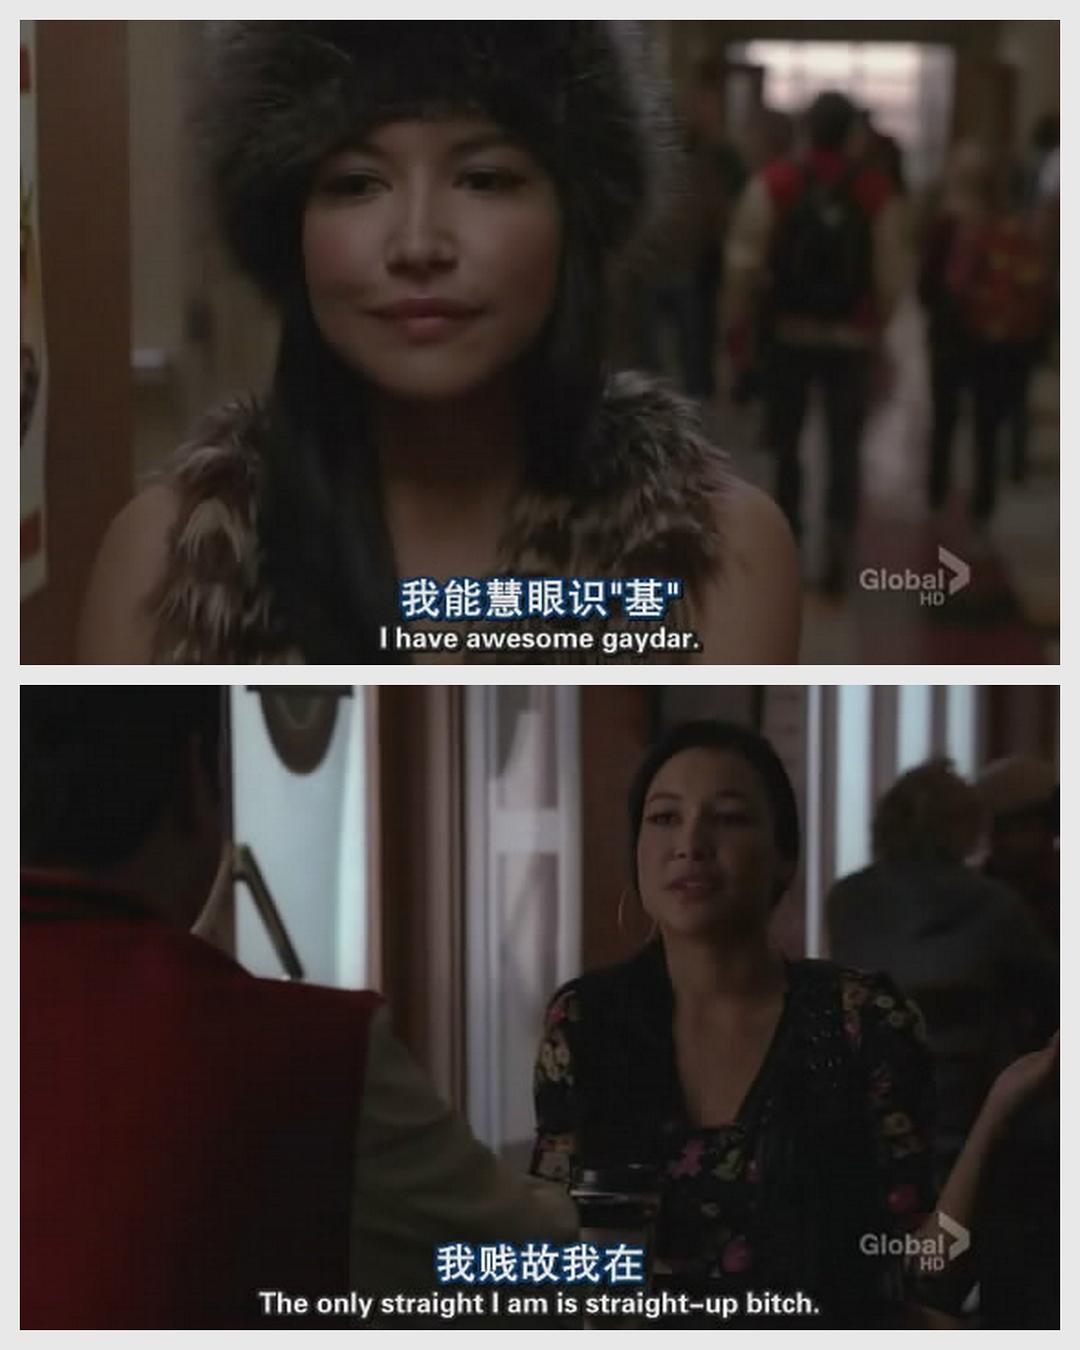 我能慧眼识"基"
I have awesome gaydar.
Global
HD
我贱故我在
The only straight I am is straight-up bitch.
Global
HD